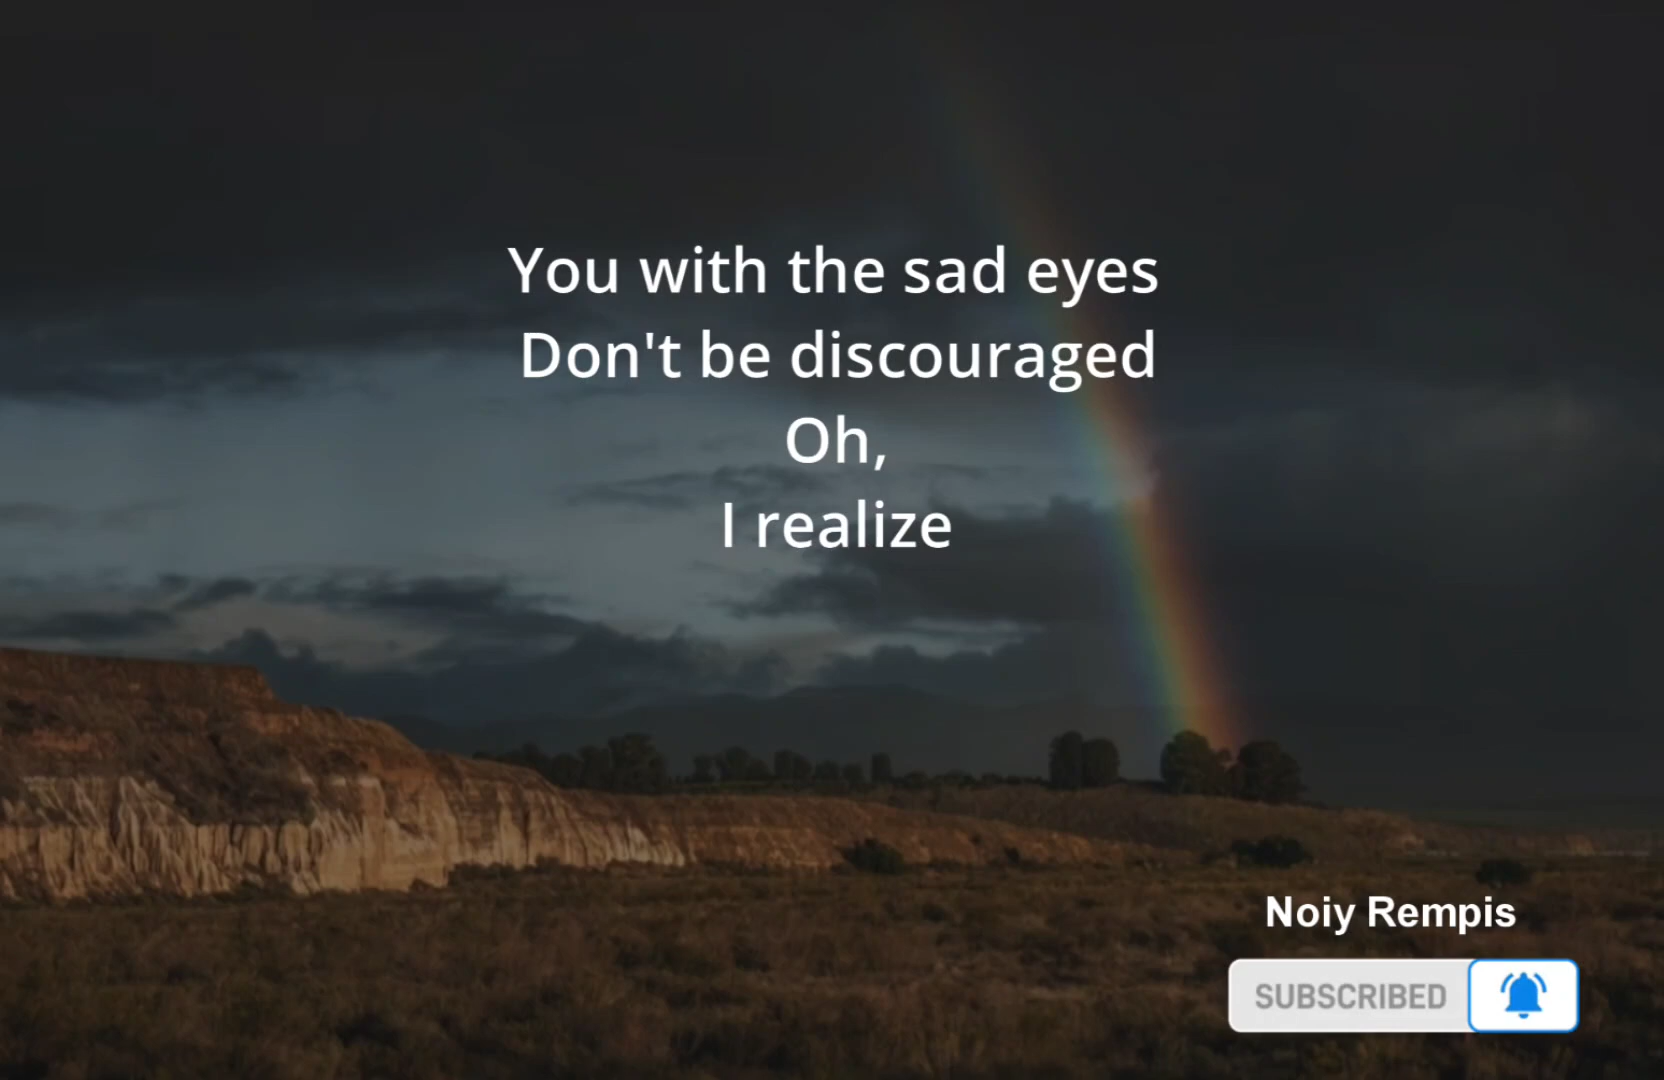 You with the sad eyes
Don't be discouraged
Oh,
I realize
Noiy Rempis
SUBSCRIBED